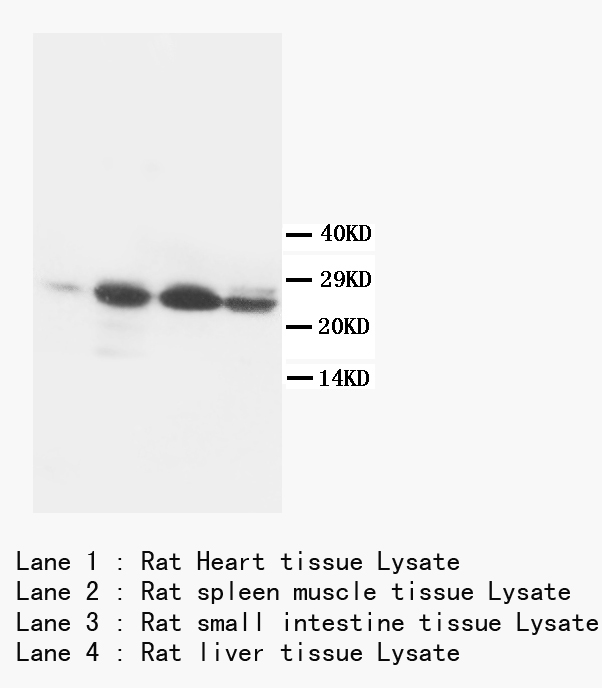 40KD
29KD
20KD
14KD
Lane 1 : Rat Heart tissue Lysate
Lane 2 : Rat spleen muscle tissue Lysate
Lane 3 : Rat small intestine tissue Lysate
Lane 4 : Rat liver tissue Lysate